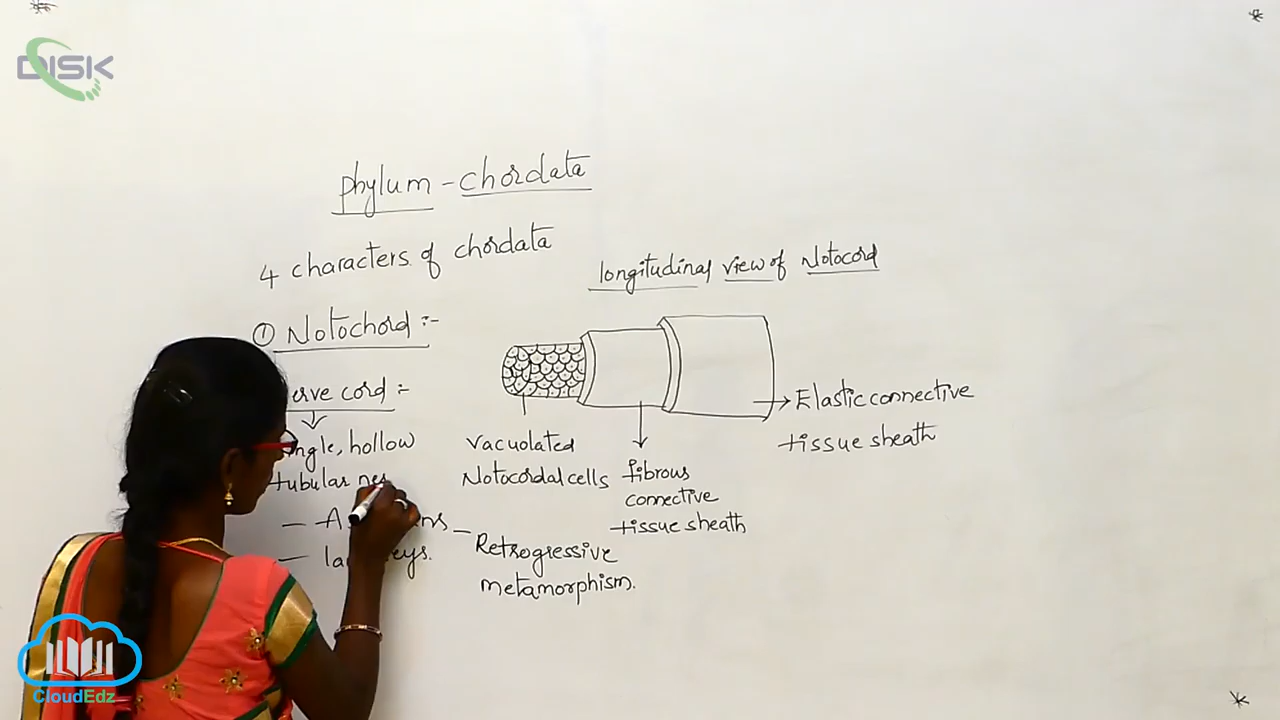 DISK
phylum - chordata
4 characters of chordata
longitudinal view of Notocord
① Notochord :-
erve cord :-
ngle, hollow
tubular
Elastic connective
tissue sheath
vacuolated
Notocordal cells
fibrous
connective
tissue sheath
Retrogressive
metamorphism.
CloudEdz